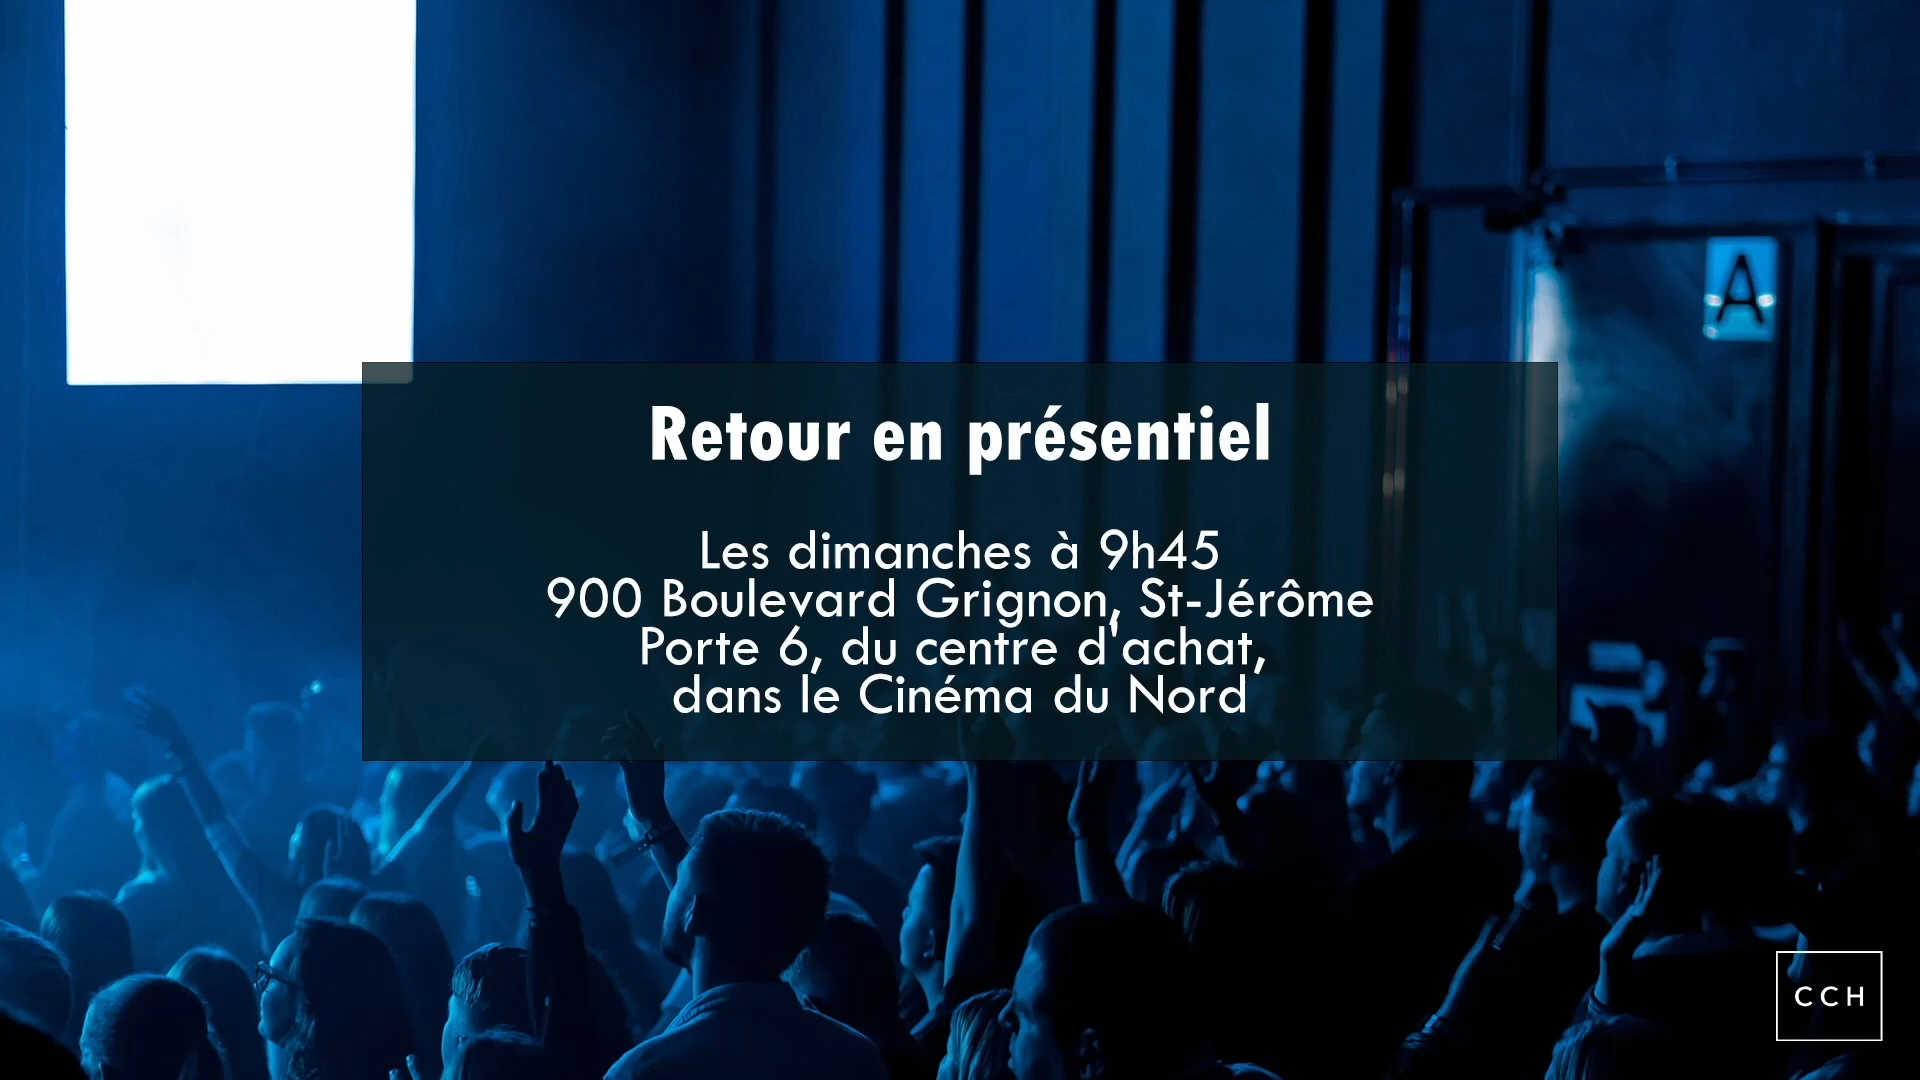 A
Retour en présentiel
Les dimanches à 9h45
900 Boulevard Grignon, St-Jérôme
Porte 6, du centre d'achat,
dans le Cinéma du Nord
CCH